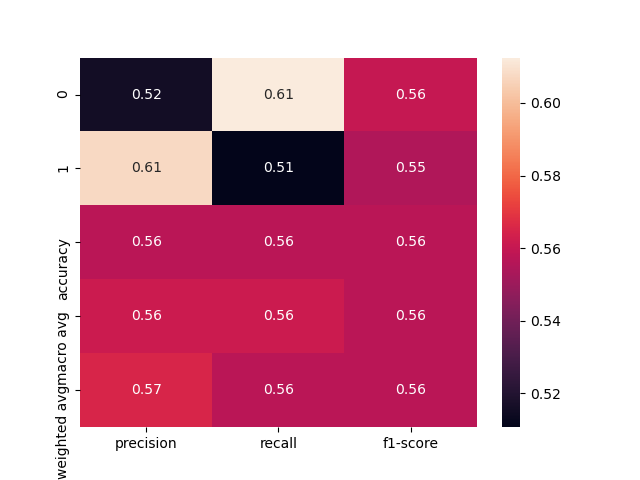 0 0.52 0.61 0.56
1 0.61 0.51 0.55
accuracy 0.56 0.56 0.56
macro avg 0.56 0.56 0.56
weighted avg 0.57 0.56 0.56
precision recall f1-score
0.60
0.58
0.56
0.54
0.52